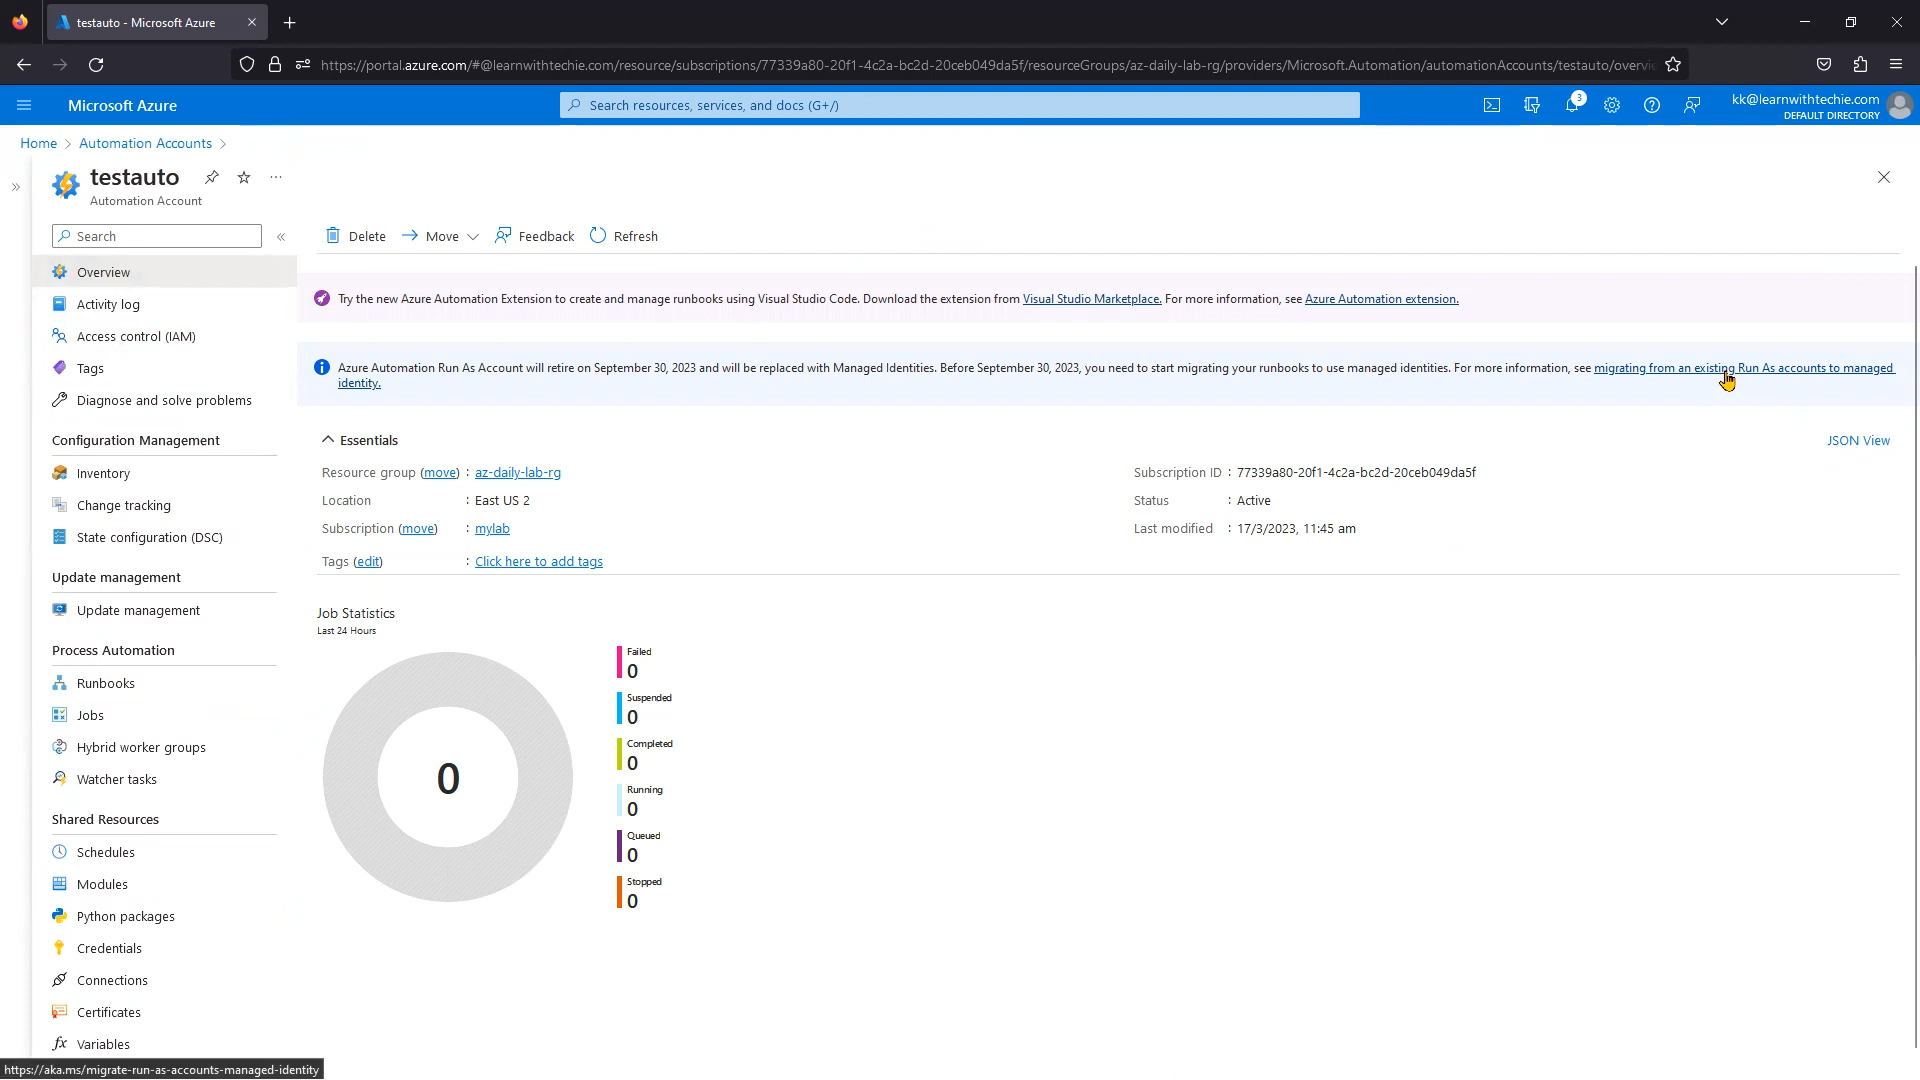 testauto - Microsoft Azure
https://portal.azure.com/#@learnwithtechie.com/resource/subscriptions/77339a80-20f1-4c2a-bc2d-20ceb049da5f/resourceGroups/az-daily-lab-rg/providers/Microsoft.Automation/automationAccounts/testauto/overvi
Microsoft Azure
Search resources, services, and docs (G+/)
3
kk@learnwithtechie.com
DEFAULT DIRECTORY
Home > Automation Accounts >
testauto
Automation Account
Search
Delete
Move
Feedback
Refresh
Overview
Activity log
Access control (IAM)
Tags
Diagnose and solve problems
Configuration Management
Inventory
Change tracking
State configuration (DSC)
Update management
Update management
Process Automation
Runbooks
Jobs
Hybrid worker groups
Watcher tasks
Shared Resources
Schedules
Modules
Python packages
Credentials
Connections
Certificates
Variables
Try the new Azure Automation Extension to create and manage runbooks using Visual Studio Code. Download the extension from Visual Studio Marketplace. For more information, see Azure Automation extension.
Azure Automation Run As Account will retire on September 30, 2023 and will be replaced with Managed Identities. Before September 30, 2023, you need to start migrating your runbooks to use managed identities. For more information, see migrating from an existing Run As accounts to managed
identity.
Essentials
JSON View
Resource group (move) : az-daily-lab-rg
Location : East US 2
Subscription (move) : mylab
Tags (edit) : Click here to add tags
Subscription ID : 77339a80-20f1-4c2a-bc2d-20ceb049da5f
Status : Active
Last modified : 17/3/2023, 11:45 am
Job Statistics
Last 24 Hours
0
Failed
0
Suspended
0
Completed
0
Running
0
Queued
0
Stopped
0
https://aka.ms/migrate-run-as-accounts-managed-identity